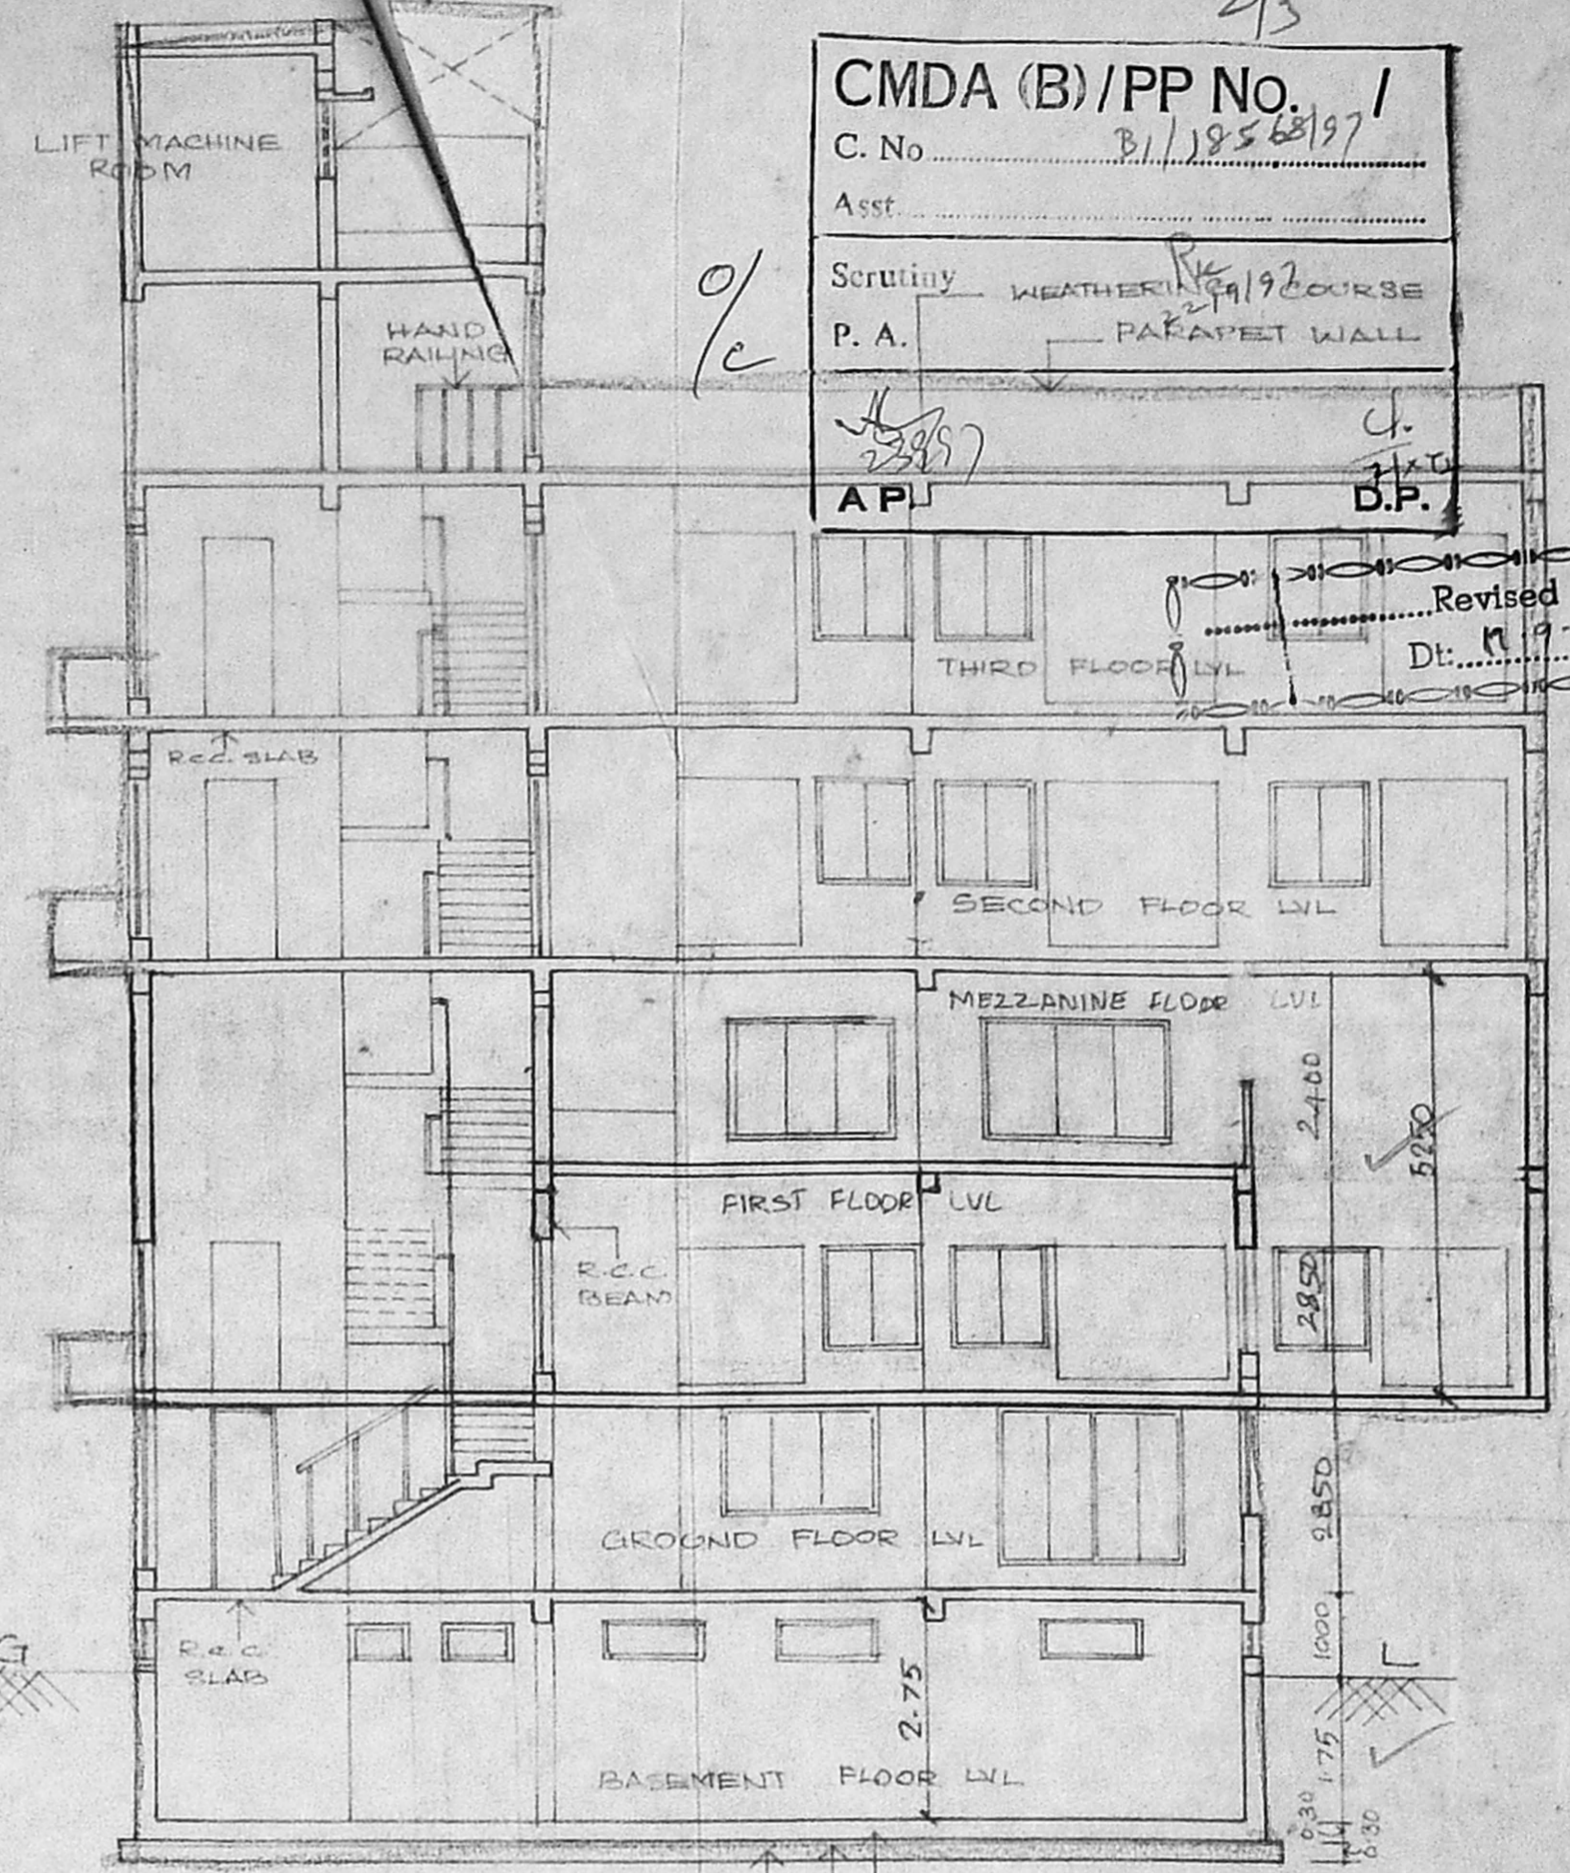 CMDA (B)/PP No. /
C. No B1/18568/97
Asst
Scrutiny
P. A.
WEATHERING COURSE
PARAPET WALL
A P.
D.P.
LIFT MACHINE
ROOM
O/C
HAND
RAILING
Revised
Dt:
THIRD FLOOR LVL
R.C.C. SLAB
SECOND FLOOR LVL
MEZZANINE FLOOR LVL
2400
5250
FIRST FLOOR LVL
R.C.C.
BEAM
2850
2850
GROUND FLOOR LVL
1000
R.C.C.
SLAB
G
L
2.75
1.75
BASEMENT FLOOR LVL
0.30
0.30